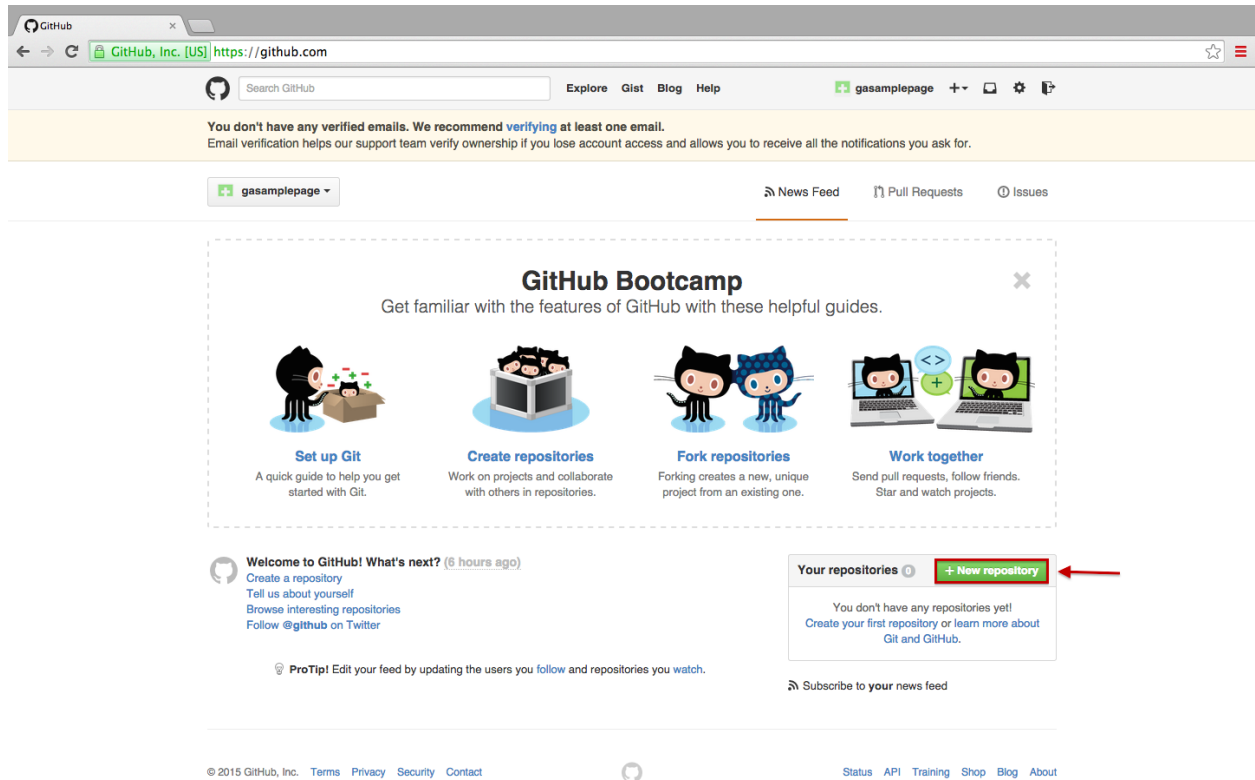 GitHub
GitHub, Inc. [US] https://github.com
Search GitHub Explore Gist Blog Help gasamplepage
You don't have any verified emails. We recommend verifying at least one email.
Email verification helps our support team verify ownership if you lose account access and allows you to receive all the notifications you ask for.
gasamplepage News Feed Pull Requests Issues
GitHub Bootcamp
Get familiar with the features of GitHub with these helpful guides.
Set up Git
A quick guide to help you get
started with Git.
Create repositories
Work on projects and collaborate
with others in repositories.
Fork repositories
Forking creates a new, unique
project from an existing one.
Work together
Send pull requests, follow friends.
Star and watch projects.
Welcome to GitHub! What's next? (6 hours ago)
Create a repository
Tell us about yourself
Browse interesting repositories
Follow @github on Twitter
ProTip! Edit your feed by updating the users you follow and repositories you watch.
Your repositories 0 + New repository
You don't have any repositories yet!
Create your first repository or learn more about
Git and GitHub.
Subscribe to your news feed
© 2015 GitHub, Inc. Terms Privacy Security Contact
Status API Training Shop Blog About